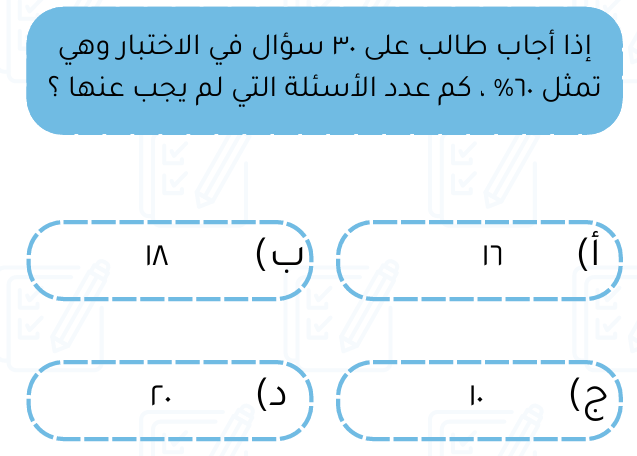 إذا أجاب طالب على ٣٠ سؤال في الاختبار وهي
تمثل ٦٠% ، كم عدد الأسئلة التي لم يجب عنها ؟
أ) ١٦
ب) ١٨
ج) ١٠
د) ٢٠